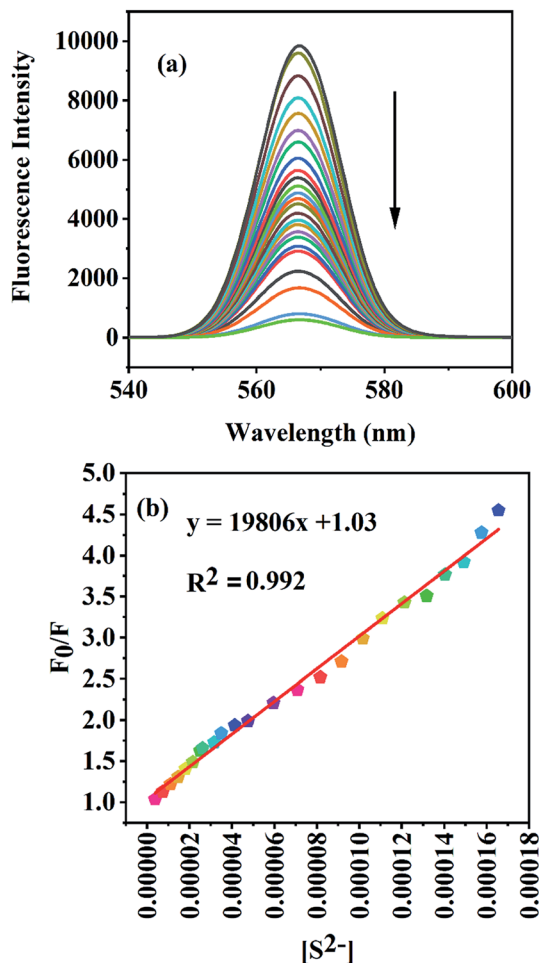 (a)
Fluorescence Intensity
10000
8000
6000
4000
2000
0
540 560 580 600
Wavelength (nm)
(b)
y = 19806x +1.03
R² = 0.992
F₀/F
5.0
4.5
4.0
3.5
3.0
2.5
2.0
1.5
1.0
0.00000
0.00002
0.00004
0.00006
0.00008
0.00010
0.00012
0.00014
0.00016
0.00018
[S²⁻]